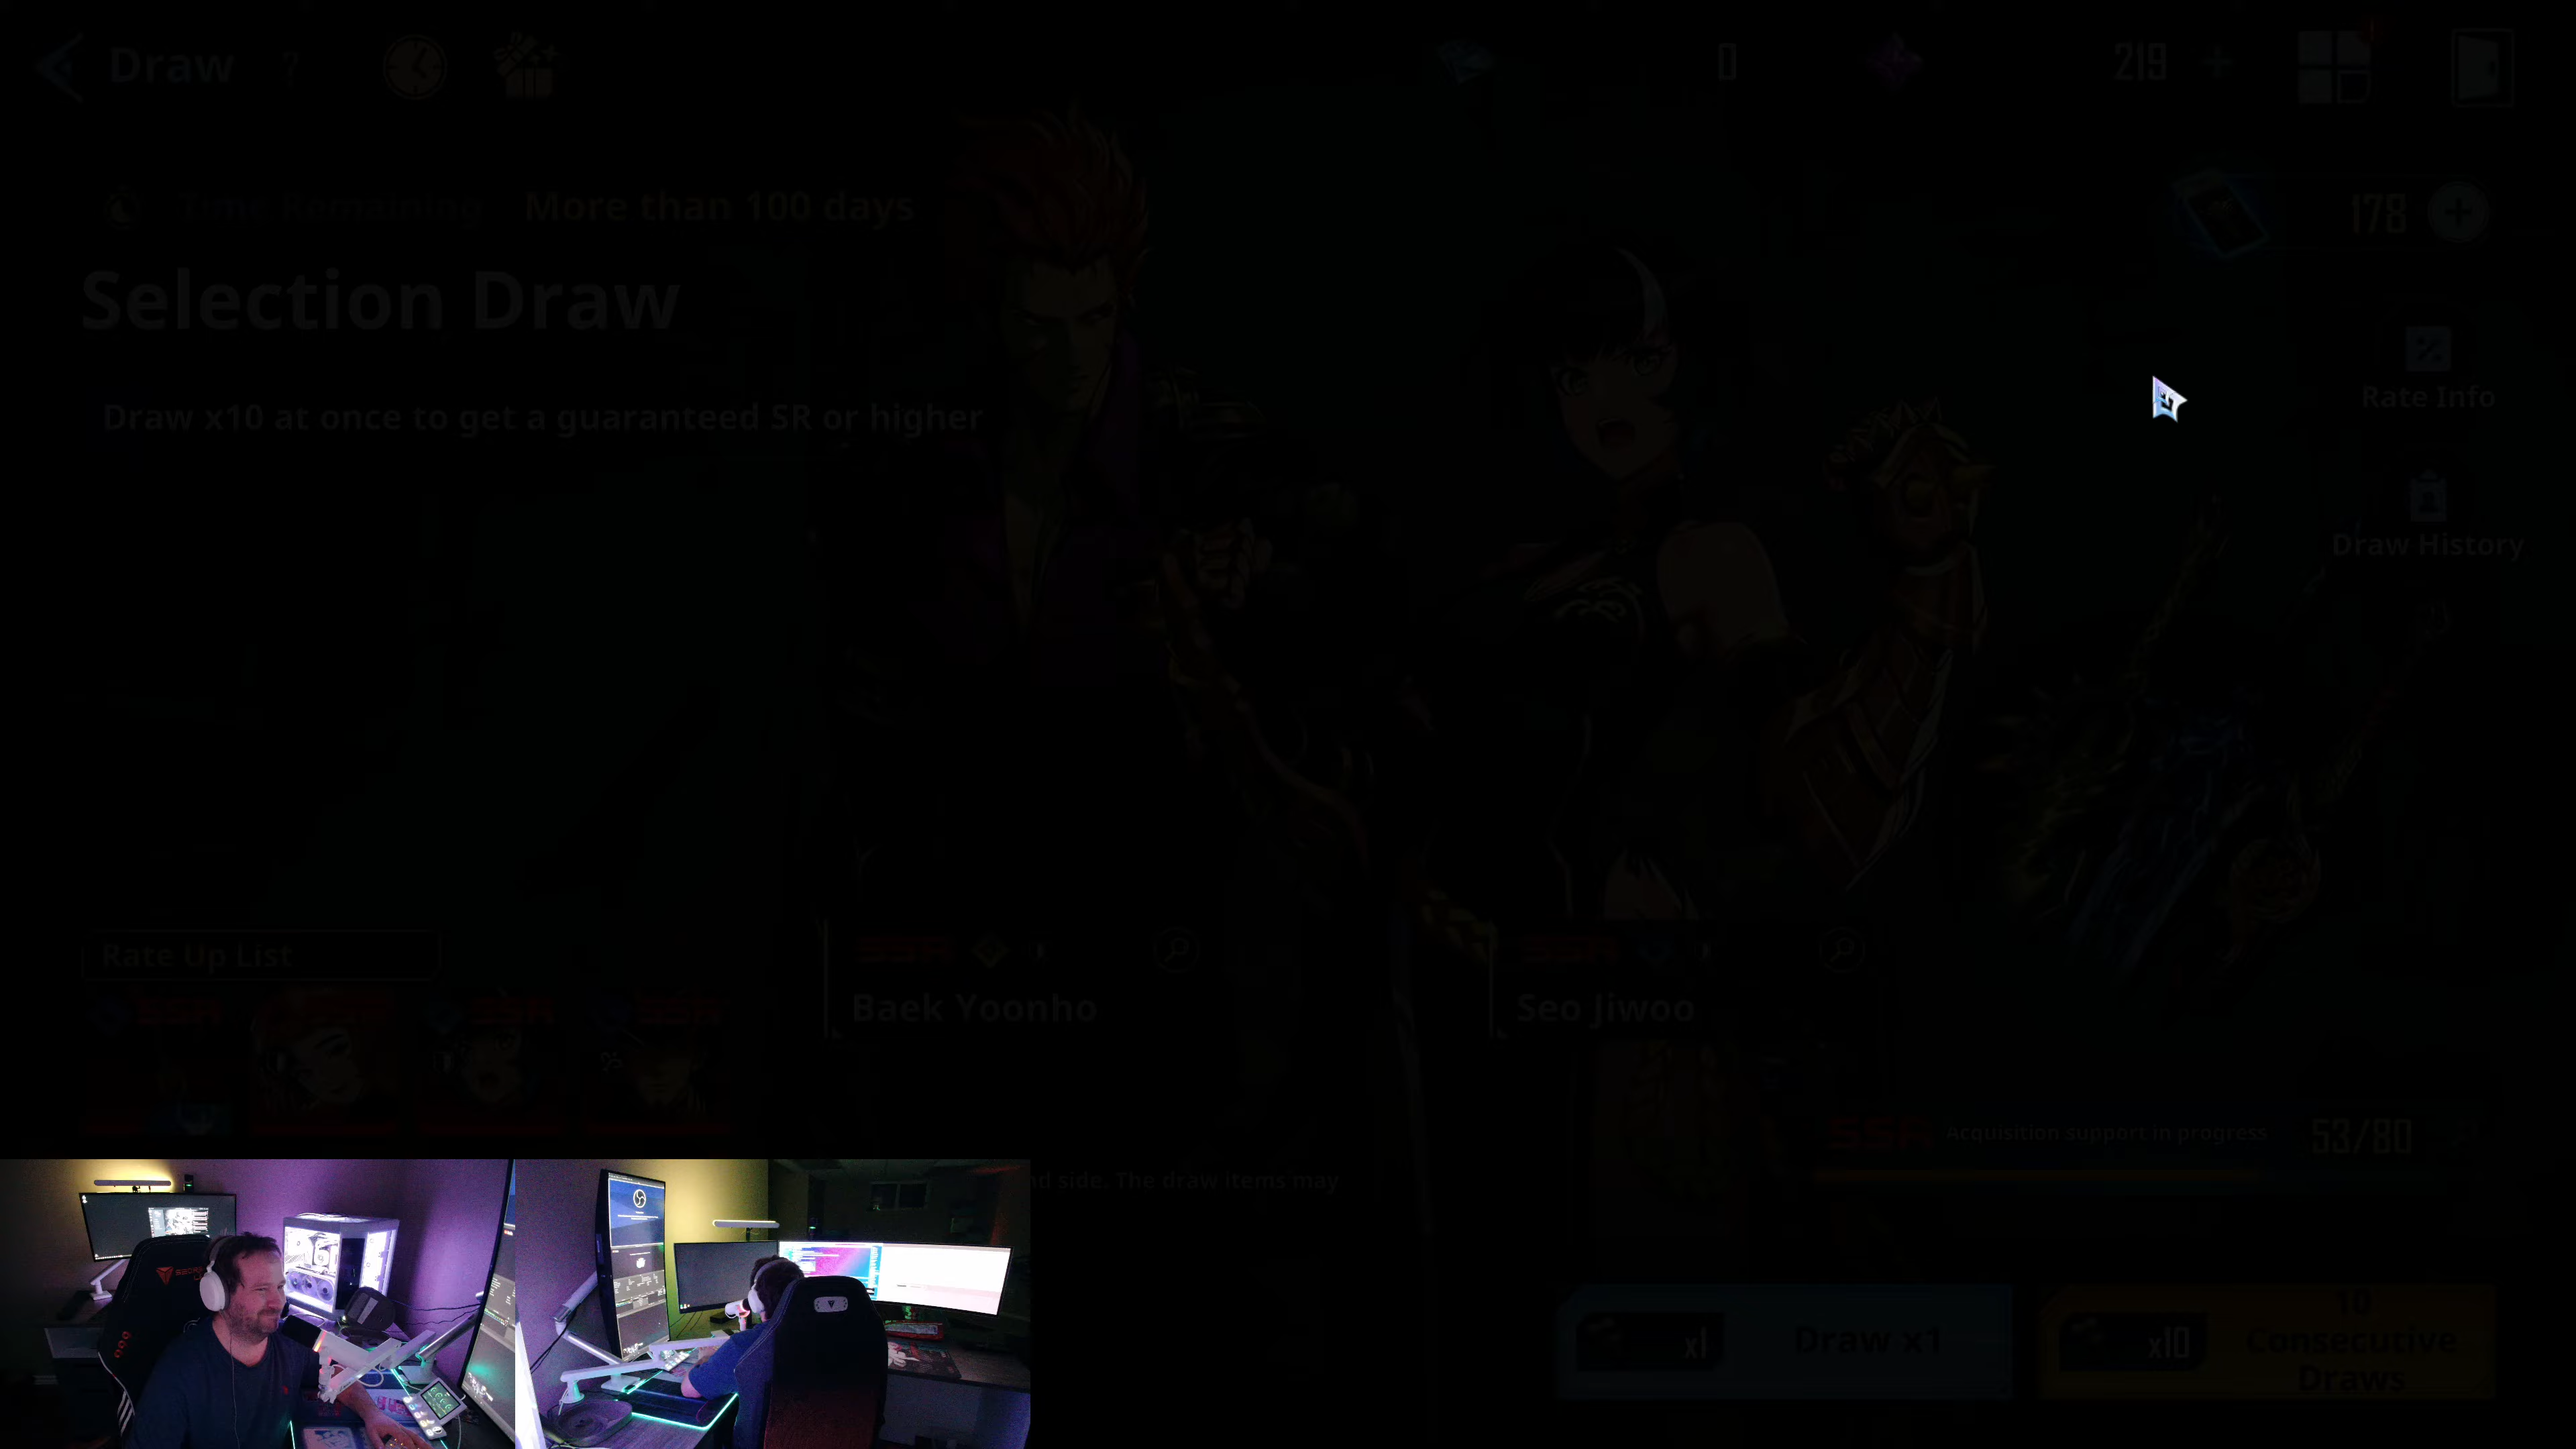 Draw ?
0
219
Time Remaining More than 100 days
178
Selection Draw
Rate Info
Draw x10 at once to get a guaranteed SR or higher
Draw History
Rate Up List
SSR
SSR
Baek Yoonho
Seo Jiwoo
SSR
SSR
SSR
SSR Acquisition support in progress 53/80
nd side. The draw items may
x1 Draw x1
x10 10 Consecutive Draws